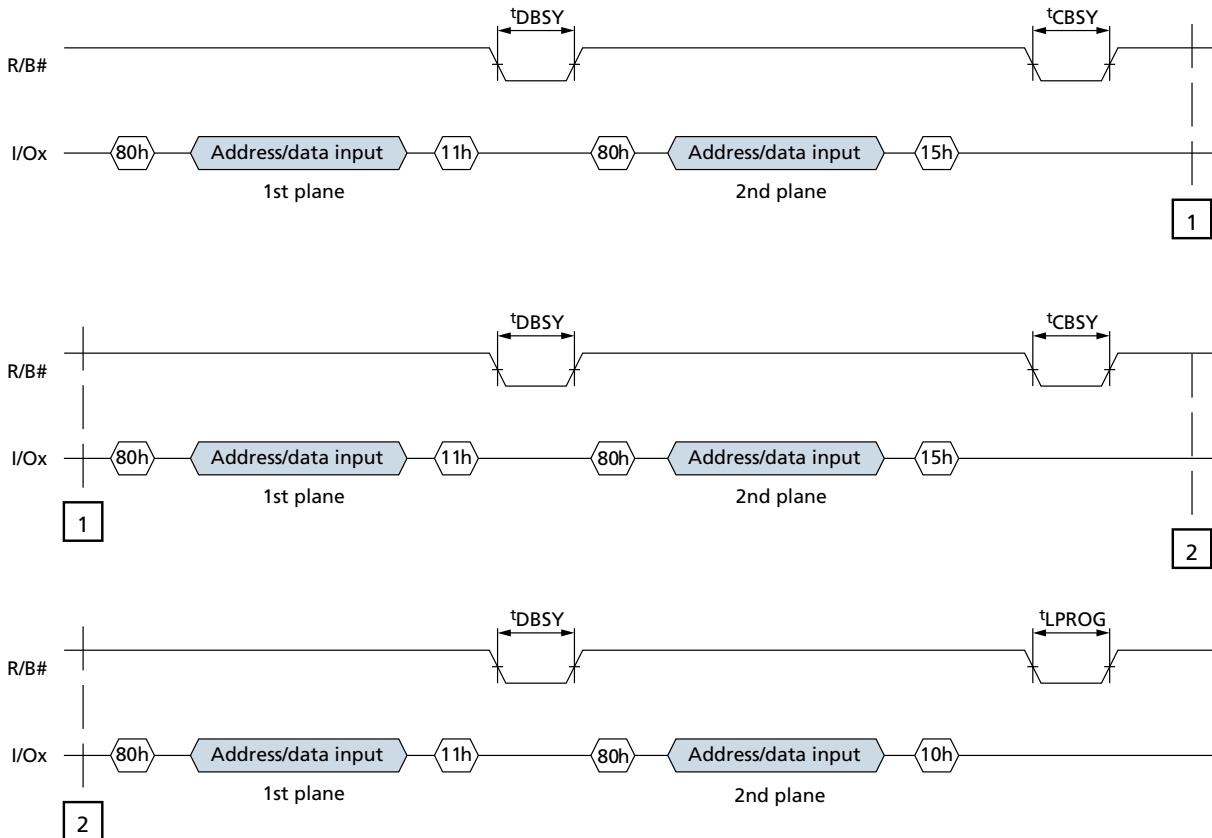 tDBSY tCBSY
R/B#
I/Ox 80h Address/data input 11h 80h Address/data input 15h
1st plane 2nd plane
1
tDBSY tCBSY
R/B#
I/Ox 80h Address/data input 11h 80h Address/data input 15h
1st plane 2nd plane
1
2
tDBSY tLPROG
R/B#
I/Ox 80h Address/data input 11h 80h Address/data input 10h
1st plane 2nd plane
2